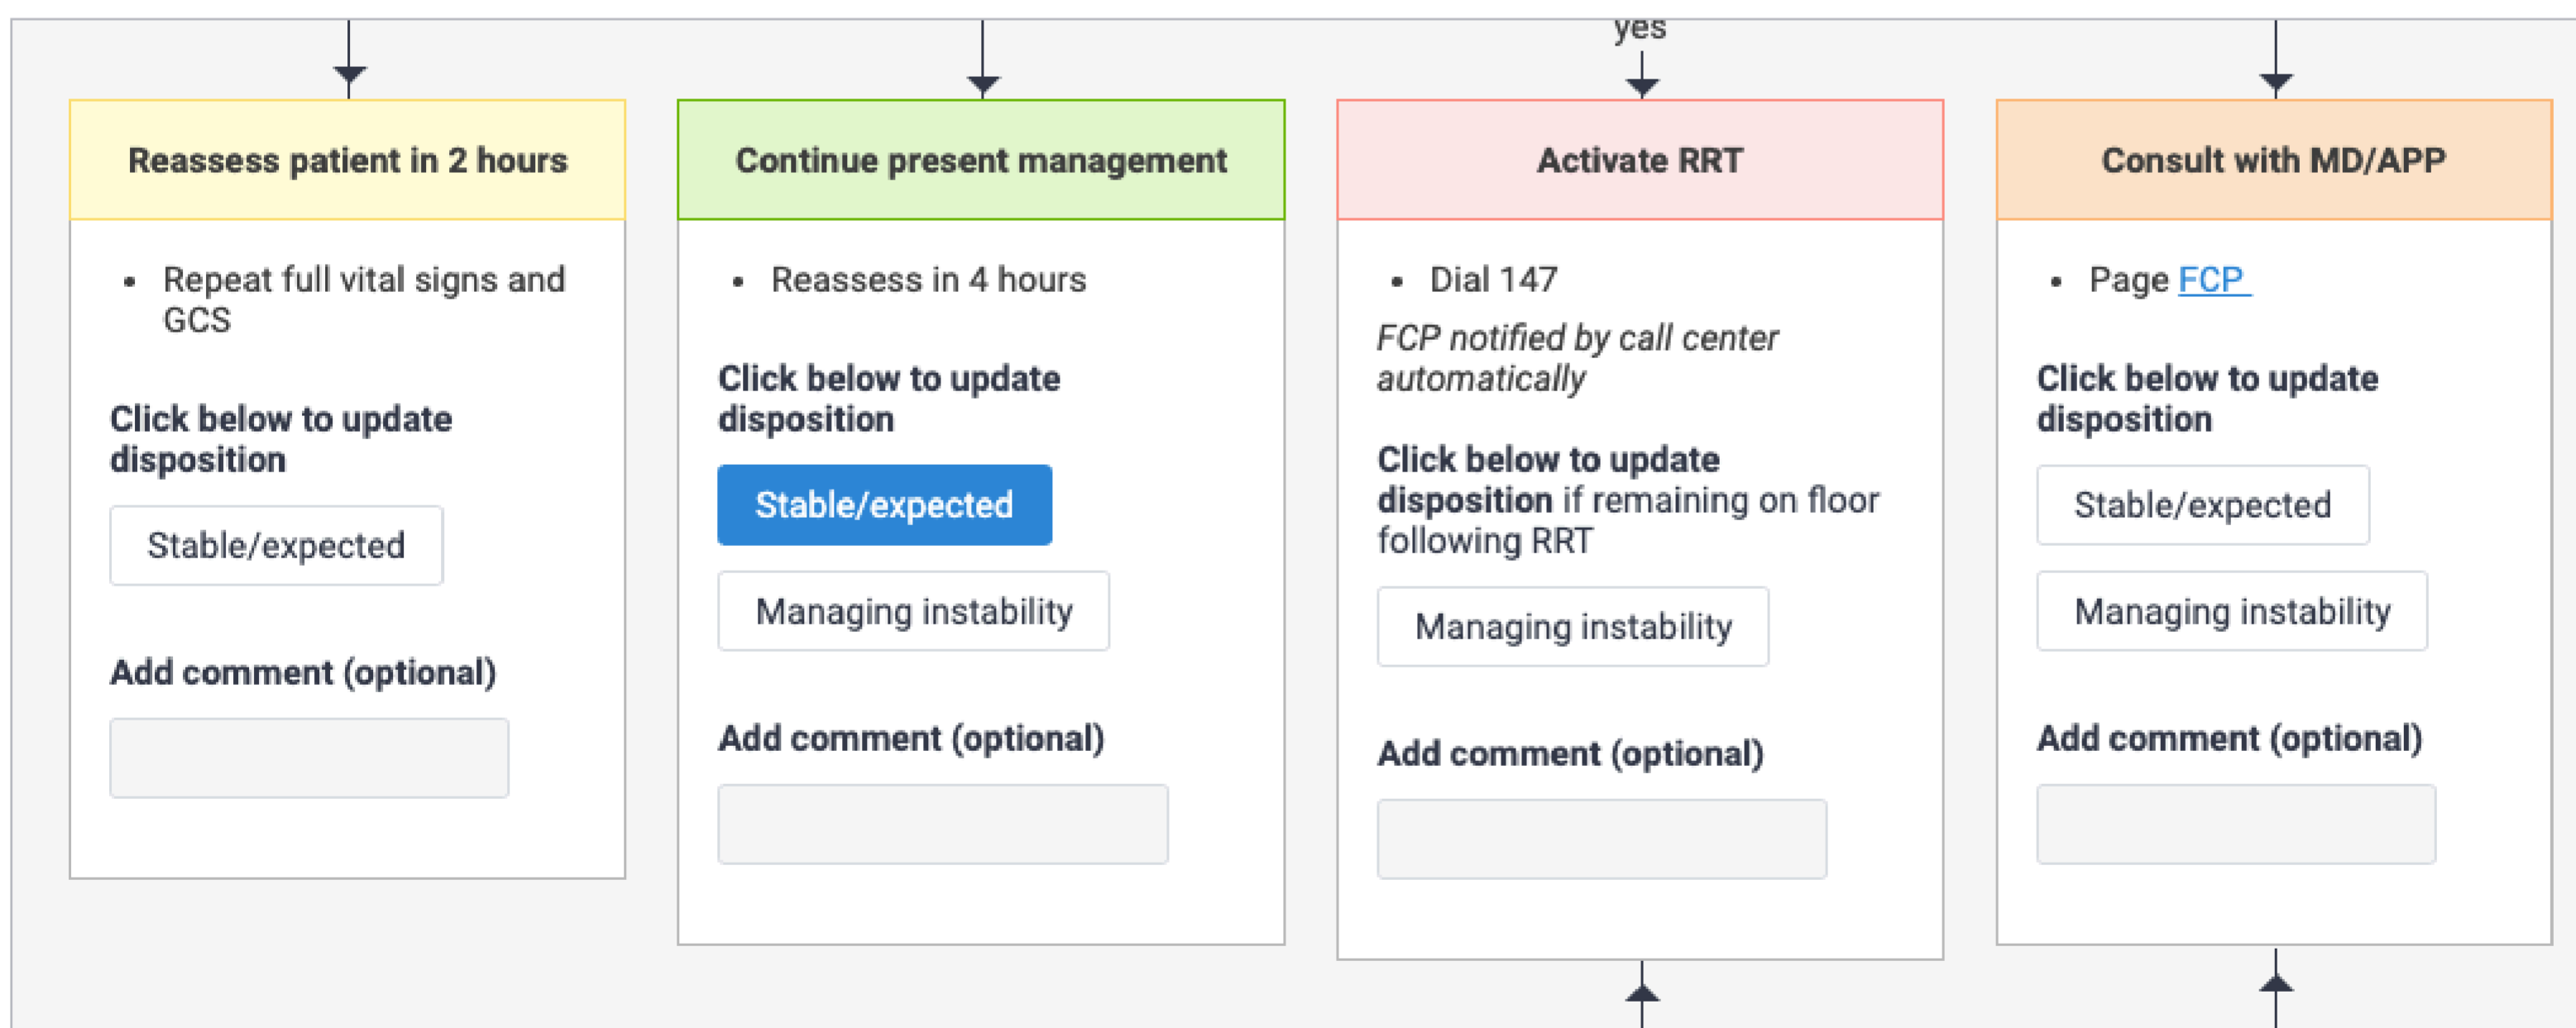 yes
Reassess patient in 2 hours
• Repeat full vital signs and
GCS
Click below to update
disposition
Stable/expected
Add comment (optional)
Continue present management
• Reassess in 4 hours
Click below to update
disposition
Stable/expected
Managing instability
Add comment (optional)
Activate RRT
• Dial 147
FCP notified by call center
automatically
Click below to update
disposition if remaining on floor
following RRT
Managing instability
Add comment (optional)
Consult with MD/APP
• Page FCP
Click below to update
disposition
Stable/expected
Managing instability
Add comment (optional)